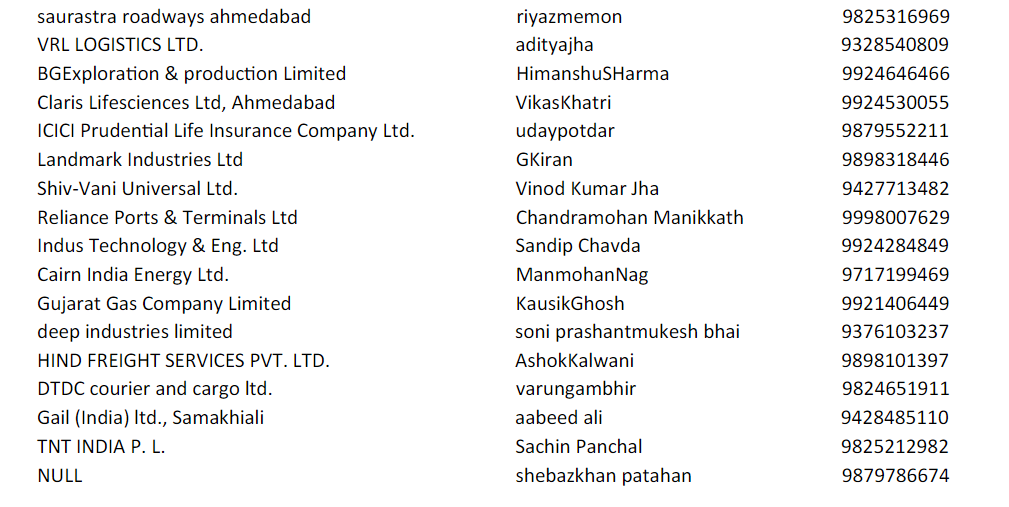 saurastra roadways ahmedabad riyazmemon 9825316969
VRL LOGISTICS LTD. adityajha 9328540809
BGExploration & production Limited HimanshuSHarma 9924646466
Claris Lifesciences Ltd, Ahmedabad VikasKhatri 9924530055
ICICI Prudential Life Insurance Company Ltd. udaypotdar 9879552211
Landmark Industries Ltd GKiran 9898318446
Shiv-Vani Universal Ltd. Vinod Kumar Jha 9427713482
Reliance Ports & Terminals Ltd Chandramohan Manikkath 9998007629
Indus Technology & Eng. Ltd Sandip Chavda 9924284849
Cairn India Energy Ltd. ManmohanNag 9717199469
Gujarat Gas Company Limited KausikGhosh 9921406449
deep industries limited soni prashantmukesh bhai 9376103237
HIND FREIGHT SERVICES PVT. LTD. AshokKalwani 9898101397
DTDC courier and cargo ltd. varungambhir 9824651911
Gail (India) ltd., Samakhiali aabeed ali 9428485110
TNT INDIA P. L. Sachin Panchal 9825212982
NULL shebazkhan patahan 9879786674